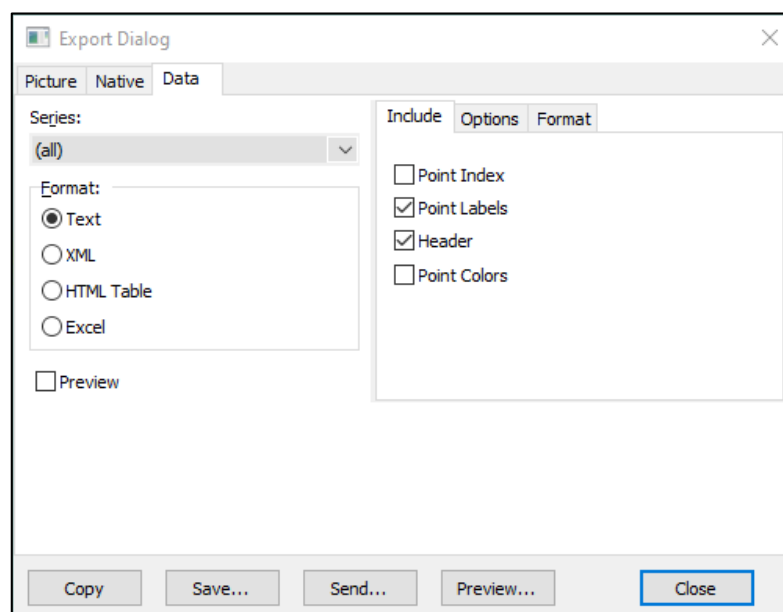 Export Dialog
Picture Native Data
Series:
(all)
Format:
Text
XML
HTML Table
Excel
Preview
Include Options Format
Point Index
Point Labels
Header
Point Colors
Copy Save... Send... Preview... Close